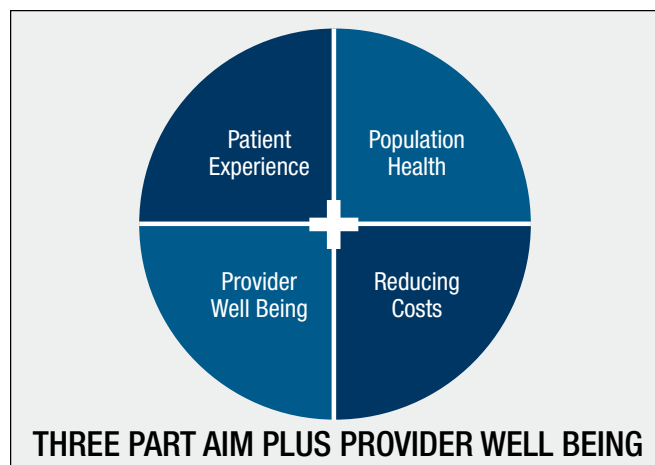 Patient
Experience
Population
Health
Provider
Well Being
Reducing
Costs
THREE PART AIM PLUS PROVIDER WELL BEING